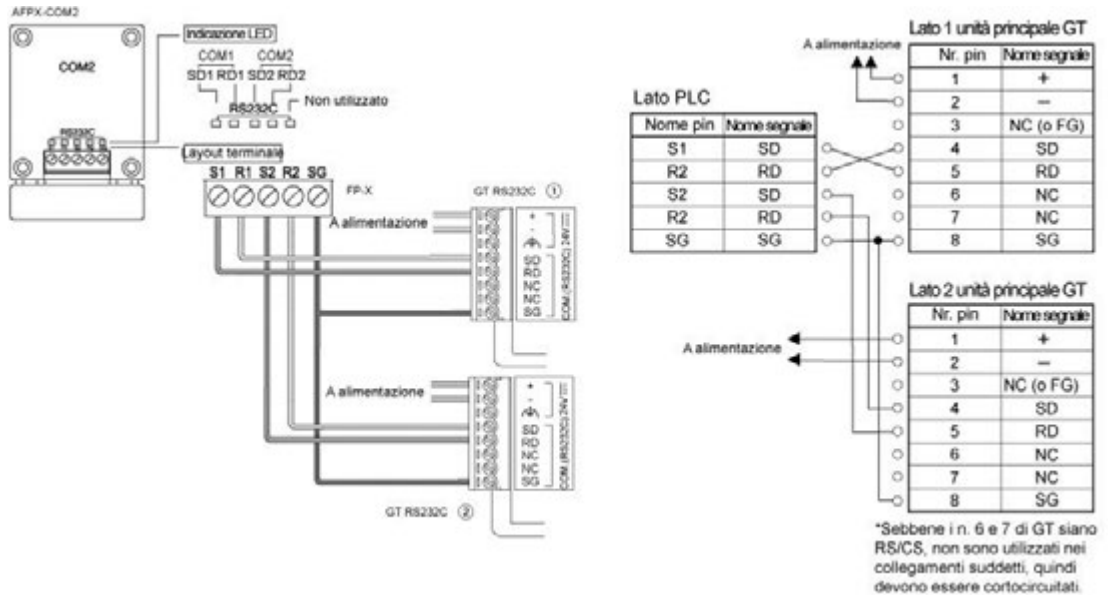 AFPX-COM2
COM2
RS232C
Indicazione LED
COM1 COM2
SD1 RD1 SD2 RD2
RS232C
Non utilizzato
Layout terminale
S1 R1 S2 R2 SG
FP-X
A alimentazione
GT RS232C ①
+
-
SD
RD
NC
NC
SG
24V
COM.(RS232C)
A alimentazione
+
-
SD
RD
NC
NC
SG
24V
COM.(RS232C)
GT RS232C ②
Lato PLC
Nome pin Nome segnale
S1 SD
R2 RD
S2 SD
R2 RD
SG SG
A alimentazione
Lato 1 unità principale GT
Nr. pin Nome segnale
1 +
2 –
3 NC (o FG)
4 SD
5 RD
6 NC
7 NC
8 SG
A alimentazione
Lato 2 unità principale GT
Nr. pin Nome segnale
1 +
2 –
3 NC (o FG)
4 SD
5 RD
6 NC
7 NC
8 SG
*Sebbene i n. 6 e 7 di GT siano
RS/CS, non sono utilizzati nei
collegamenti suddetti, quindi
devono essere cortocircuitati.